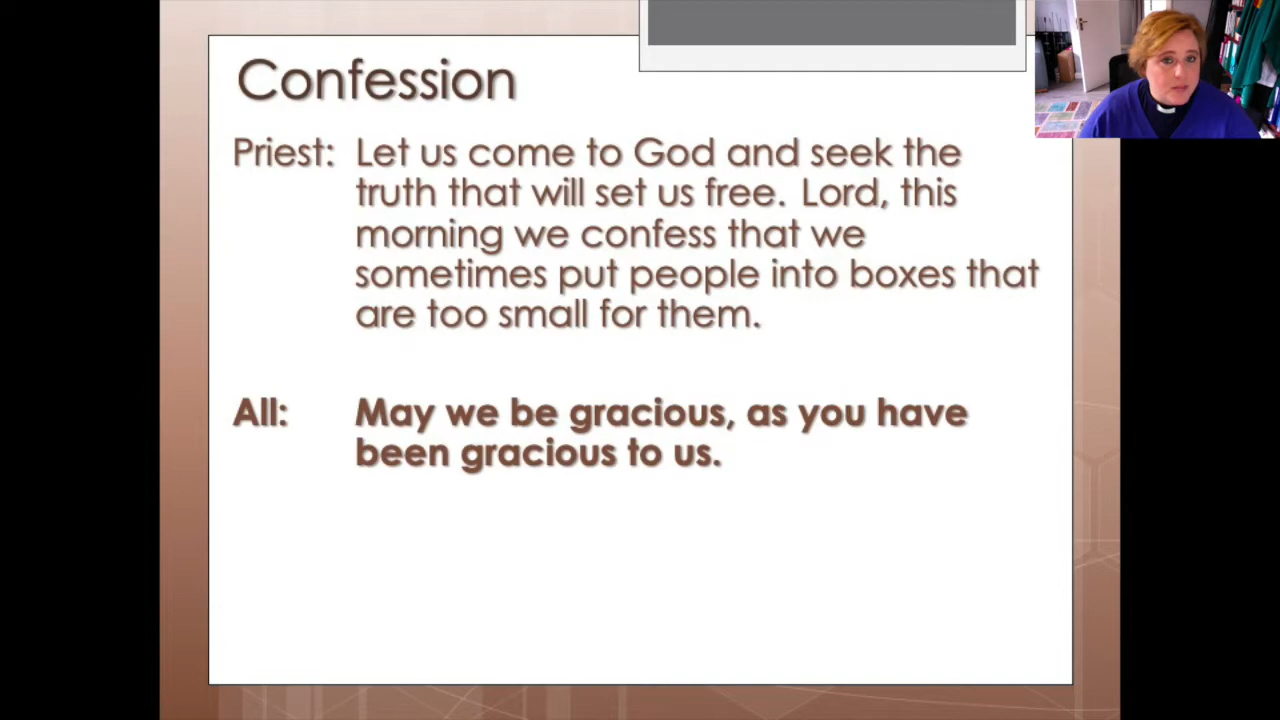 Confession
Priest: Let us come to God and seek the
truth that will set us free. Lord, this
morning we confess that we
sometimes put people into boxes that
are too small for them.
All: May we be gracious, as you have
been gracious to us.